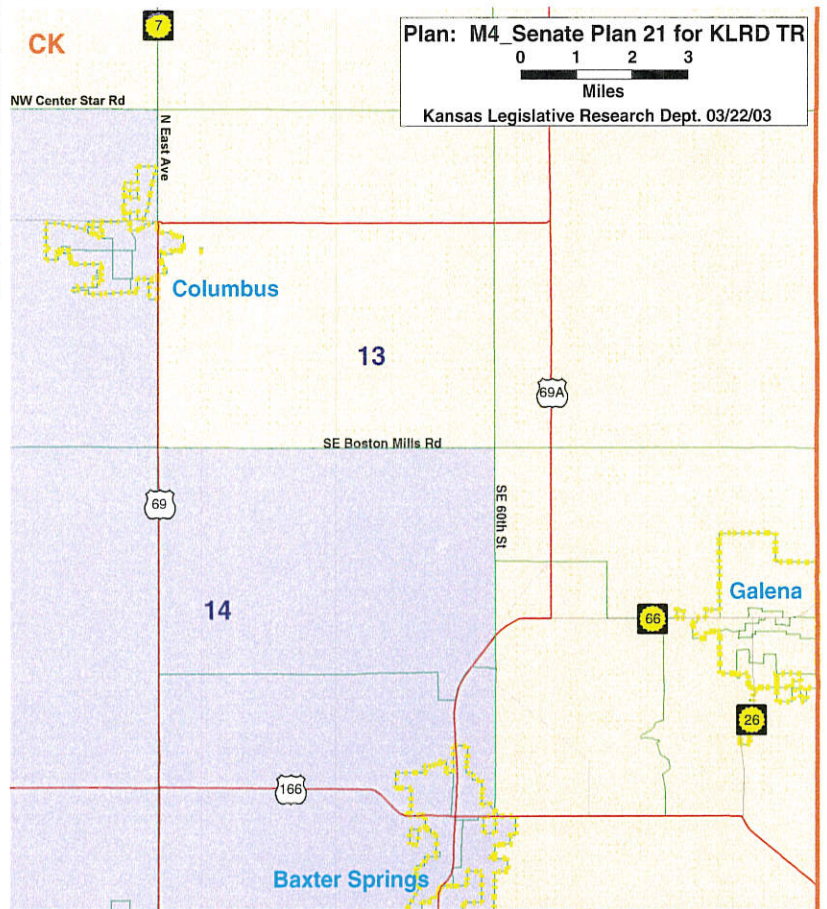 7
CK
Plan: M4_Senate Plan 21 for KLRD TR
0 1 2 3
Miles
Kansas Legislative Research Dept. 03/22/03
NW Center Star Rd
N East Ave
Columbus
13
69A
SE Boston Mills Rd
69
SE 60th St
Galena
14
66
26
166
Baxter Springs